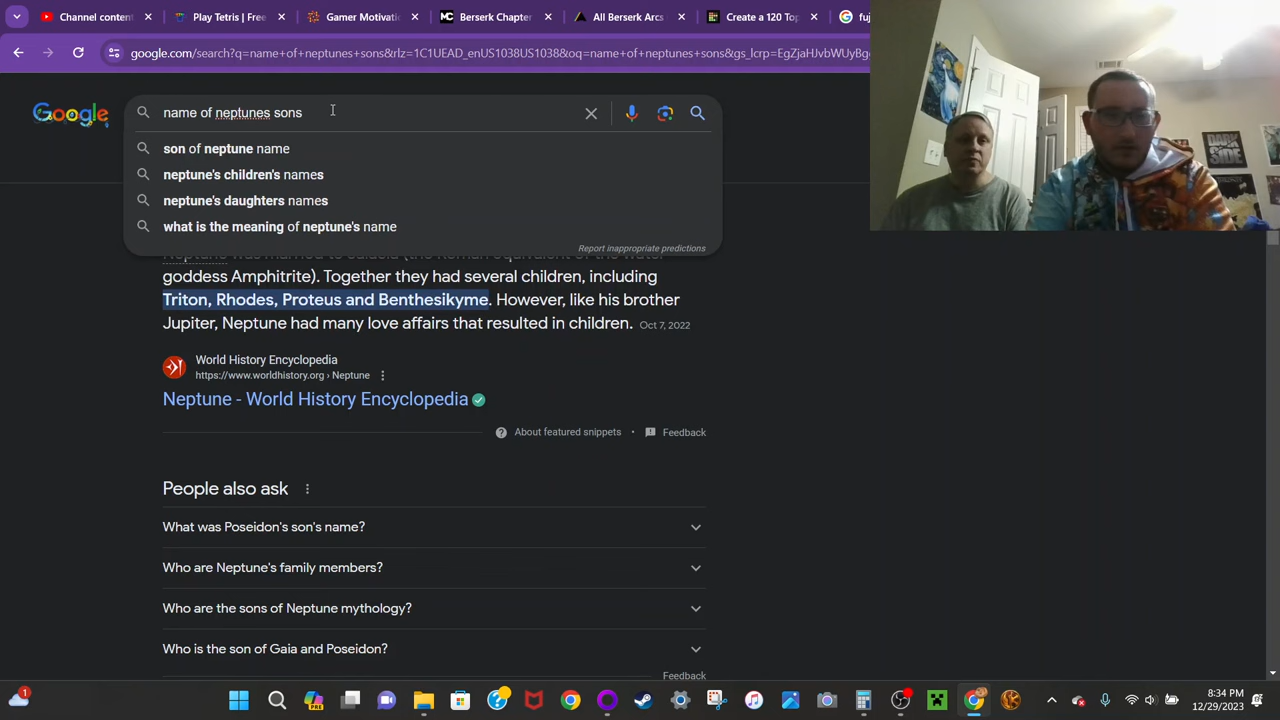 Channel content
Play Tetris | Free
Gamer Motivatio
Berserk Chapter
All Berserk Arcs
Create a 120 Top
fuj
google.com/search?q=name+of+neptunes+sons&rlz=1C1UEAD_enUS1038US1038&oq=name+of+neptunes+sons&gs_lcrp=EgZjaHJvbWUyBg
Google
name of neptunes sons
son of neptune name
neptune's children's names
neptune's daughters names
what is the meaning of neptune's name
Report inappropriate predictions
goddess Amphitrite). Together they had several children, including
Triton, Rhodes, Proteus and Benthesikyme. However, like his brother
Jupiter, Neptune had many love affairs that resulted in children. Oct 7, 2022
World History Encyclopedia
https://www.worldhistory.org › Neptune
Neptune - World History Encyclopedia
About featured snippets • Feedback
People also ask
What was Poseidon's son's name?
Who are Neptune's family members?
Who are the sons of Neptune mythology?
Who is the son of Gaia and Poseidon?
Feedback
DARK
SIDE
1
PRE
8:34 PM
12/29/2023